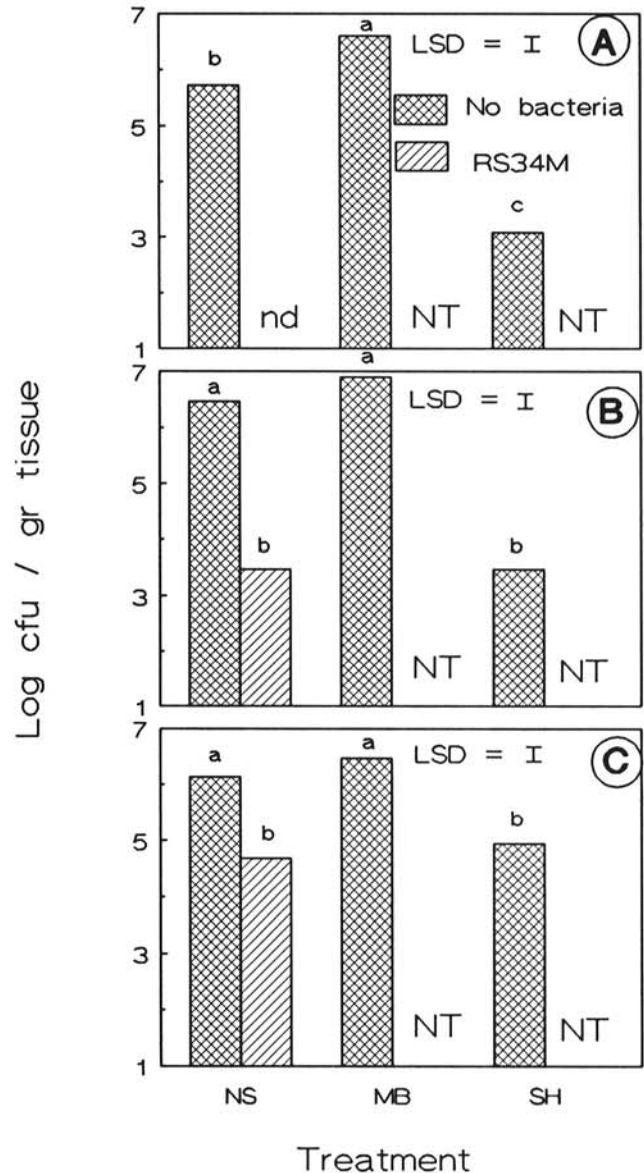 Log cfu / gr tissue
7
5
3
1
b
nd
a
NT
c
NT
LSD = I
A
No bacteria
RS34M
7
5
3
1
a
b
a
NT
b
NT
LSD = I
B
7
5
3
1
a
b
a
NT
b
NT
LSD = I
C
NS
MB
SH
Treatment